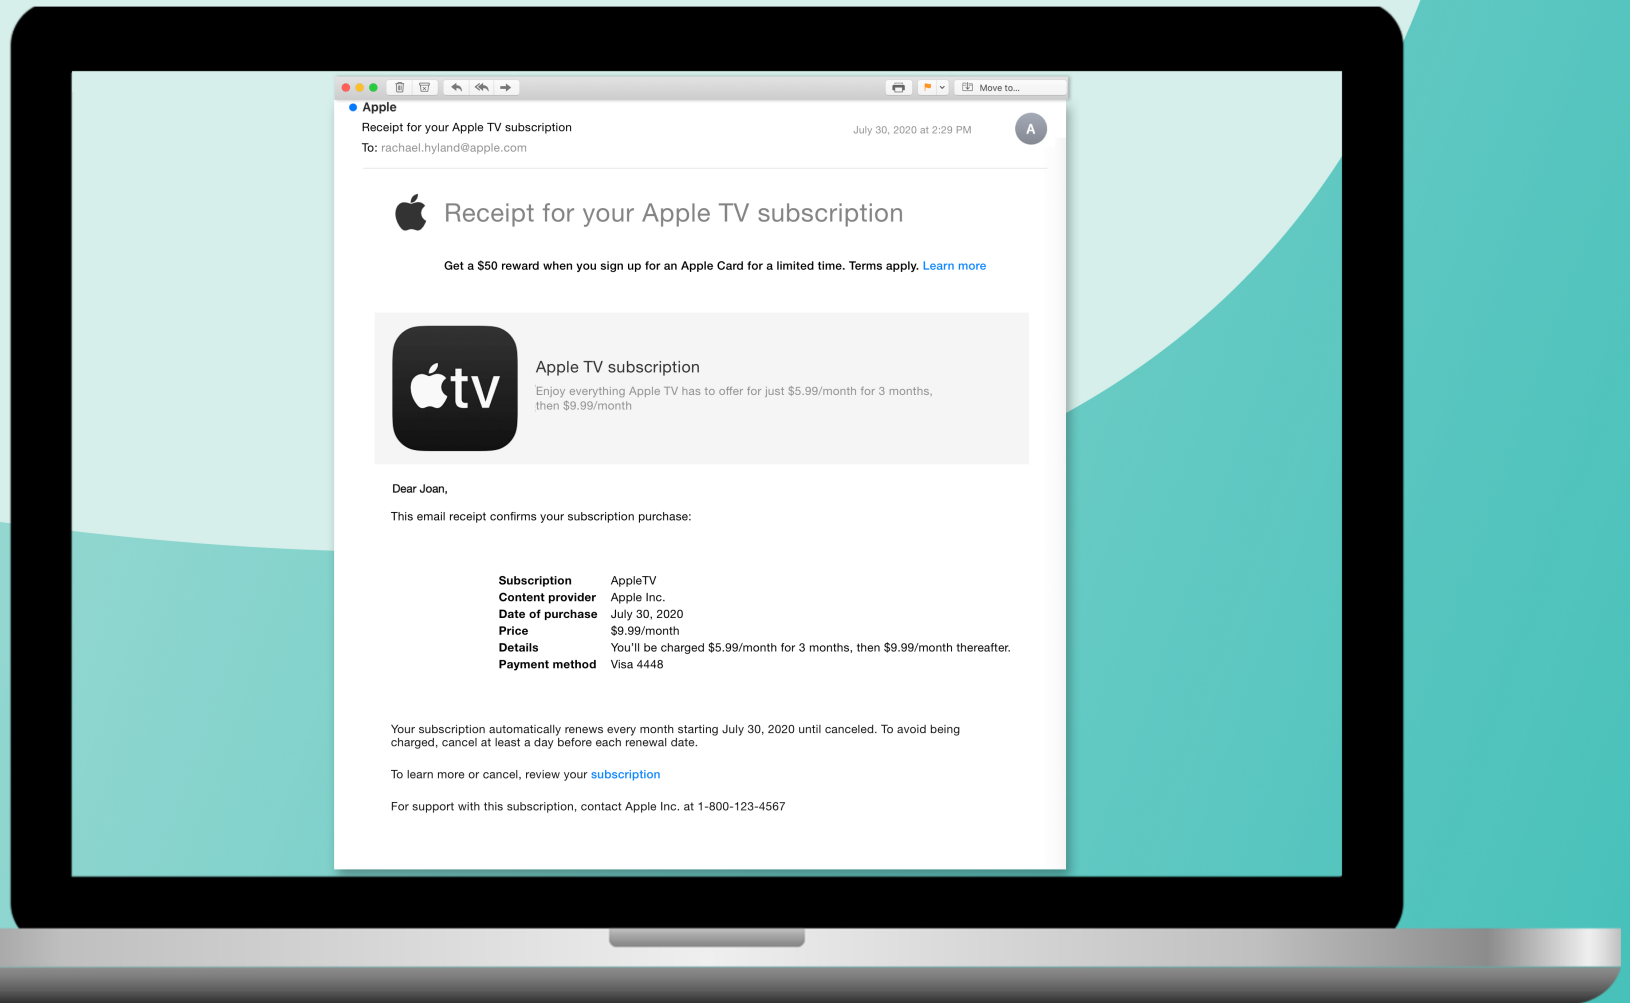 Move to...
Apple
Receipt for your Apple TV subscription
July 30, 2020 at 2:29 PM
A
To: rachael.hyland@apple.com
Receipt for your Apple TV subscription
Get a $50 reward when you sign up for an Apple Card for a limited time. Terms apply. Learn more
tv
Apple TV subscription
Enjoy everything Apple TV has to offer for just $5.99/month for 3 months,
then $9.99/month
Dear Joan,
This email receipt confirms your subscription purchase:
Subscription AppleTV
Content provider Apple Inc.
Date of purchase July 30, 2020
Price $9.99/month
Details You'll be charged $5.99/month for 3 months, then $9.99/month thereafter.
Payment method Visa 4448
Your subscription automatically renews every month starting July 30, 2020 until canceled. To avoid being
charged, cancel at least a day before each renewal date.
To learn more or cancel, review your subscription
For support with this subscription, contact Apple Inc. at 1-800-123-4567